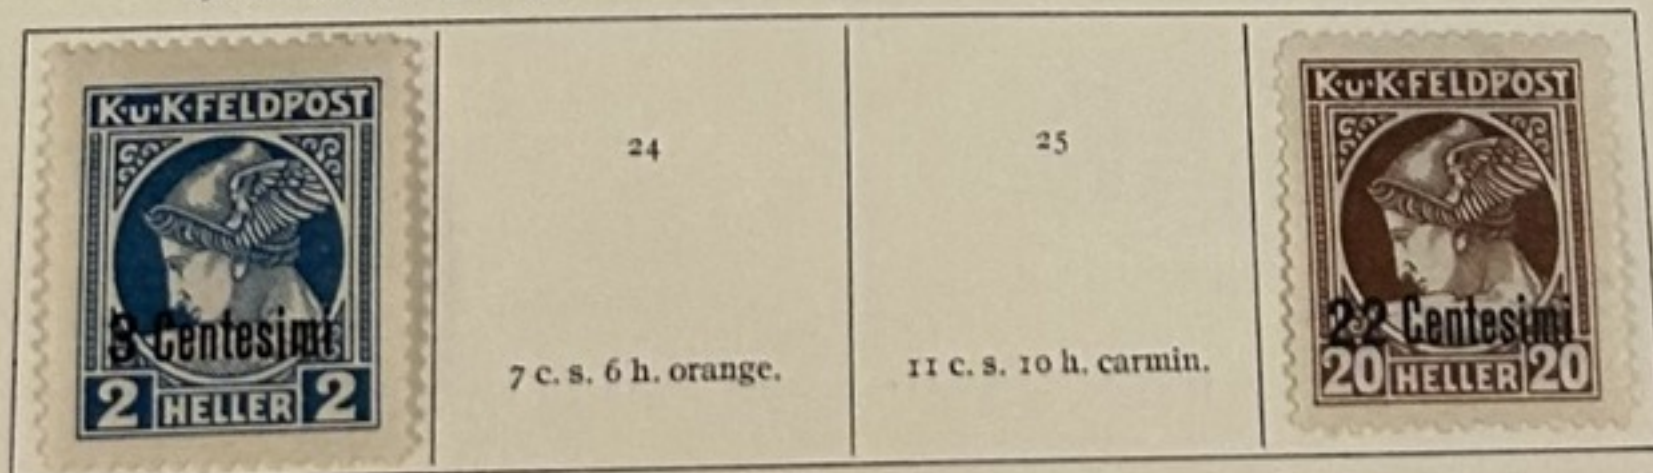 K·u·K·FELDPOST
3 Centesimi
2 HELLER 2
24
7 c. s. 6 h. orange.
25
11 c. s. 10 h. carmin.
K·u·K·FELDPOST
22 Centesimi
20 HELLER 20